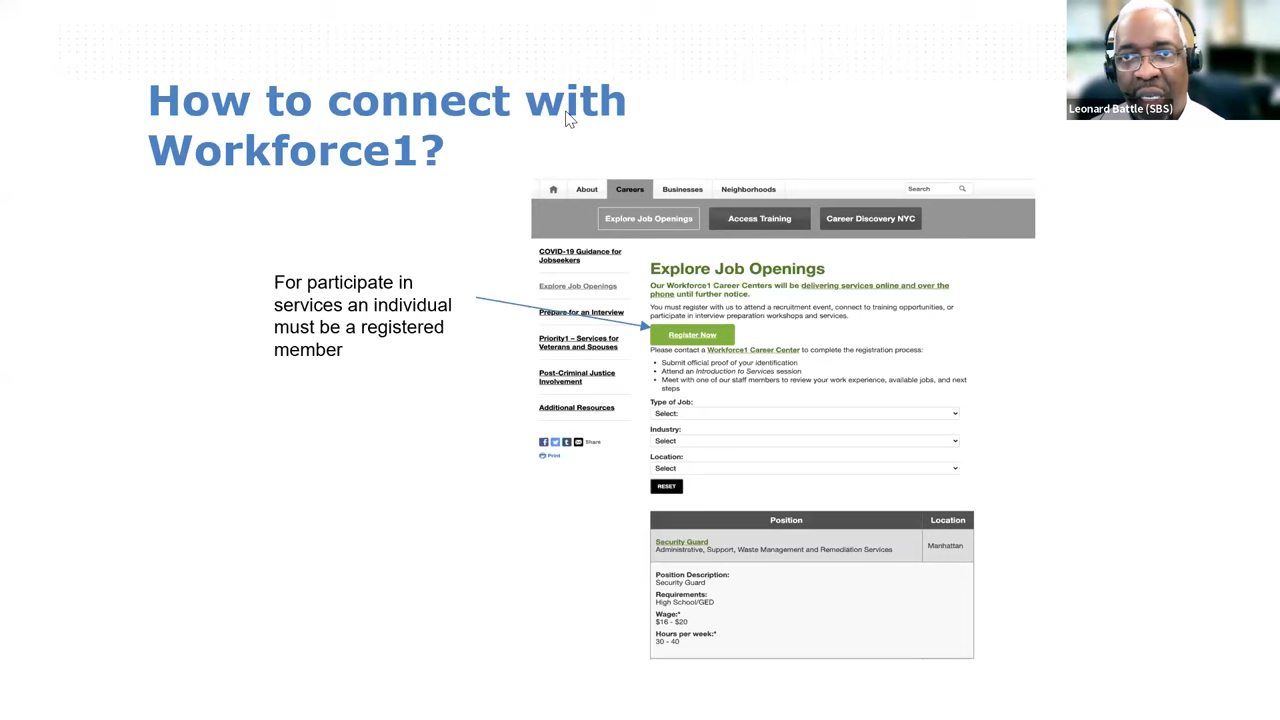 How to connect with
Workforce1?
Leonard Battle (SBS)
For participate in
services an individual
must be a registered
member
About Careers Businesses Neighborhoods Search
Explore Job Openings Access Training Career Discovery NYC
COVID-19 Guidance for
Jobseekers
Explore Job Openings
Prepare for an Interview
Priority1 – Services for
Veterans and Spouses
Post-Criminal Justice
Involvement
Additional Resources
Share
Print
Explore Job Openings
Our Workforce1 Career Centers will be delivering services online and over the
phone until further notice.
You must register with us to attend a recruitment event, connect to training opportunities, or
participate in interview preparation workshops and services.
Register Now
Please contact a Workforce1 Career Center to complete the registration process:
• Submit official proof of your identification
• Attend an Introduction to Services session
• Meet with one of our staff members to review your work experience, available jobs, and next
steps
Type of Job:
Select:
Industry:
Select
Location:
Select
RESET
Position Location
Security Guard
Administrative, Support, Waste Management and Remediation Services
Manhattan
Position Description:
Security Guard
Requirements:
High School/GED
Wage:*
$16 - $20
Hours per week:*
30 - 40